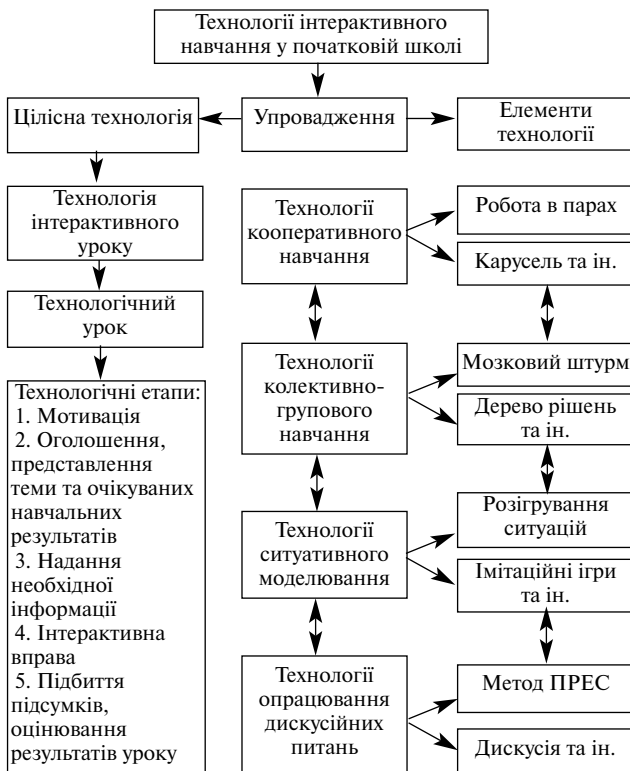 Технології інтерактивного
навчання у початковій школі
Цілісна технологія
Упровадження
Елементи
технології
Технологія
інтерактивного
уроку
Технологічний
урок
Технологічні етапи:
1. Мотивація
2. Оголошення,
представлення
теми та очікуваних
навчальних
результатів
3. Надання
необхідної
інформації
4. Інтерактивна
вправа
5. Підбиття
підсумків,
оцінювання
результатів уроку
Технології
кооперативного
навчання
Робота в парах
Карусель та ін.
Технології
колективно-
групового
навчання
Мозковий штурм
Дерево рішень
та ін.
Технології
ситуативного
моделювання
Розігрування
ситуацій
Імітаційні ігри
та ін.
Технології
опрацювання
дискусійних
питань
Метод ПРЕС
Дискусія та ін.